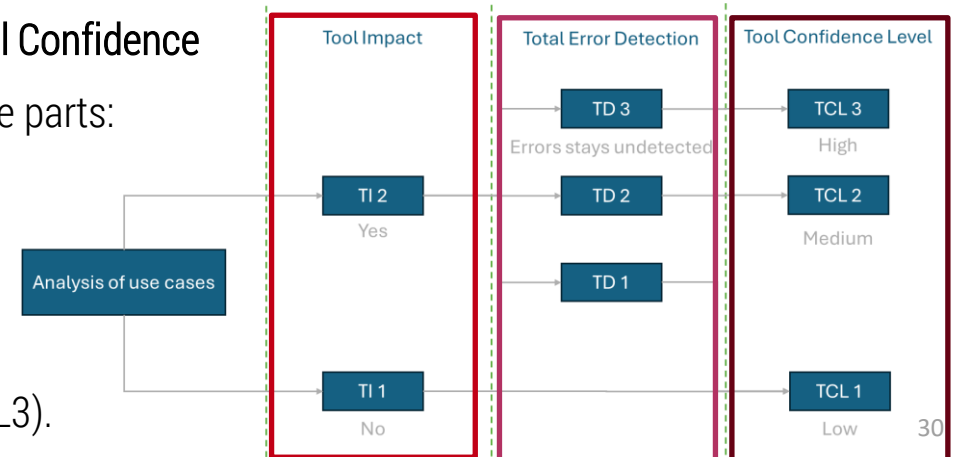 l Confidence
e parts:
L3).
Tool Impact
Total Error Detection
Tool Confidence Level
TD 3
TCL 3
Errors stays undetected
High
TI 2
TD 2
TCL 2
Yes
Medium
Analysis of use cases
TD 1
TI 1
TCL 1
No
Low
30